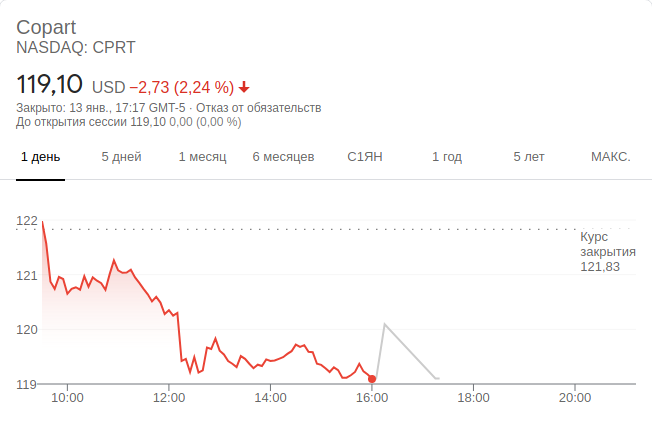 Copart
NASDAQ: CPRT
119,10 USD −2,73 (2,24 %)
Закрыто: 13 янв., 17:17 GMT-5 · Отказ от обязательств
До открытия сессии 119,10 0,00 (0,00 %)
1 день 5 дней 1 месяц 6 месяцев С1ЯН 1 год 5 лет МАКС.
122
Курс
закрытия
121,83
121
120
119
10:00 12:00 14:00 16:00 18:00 20:00